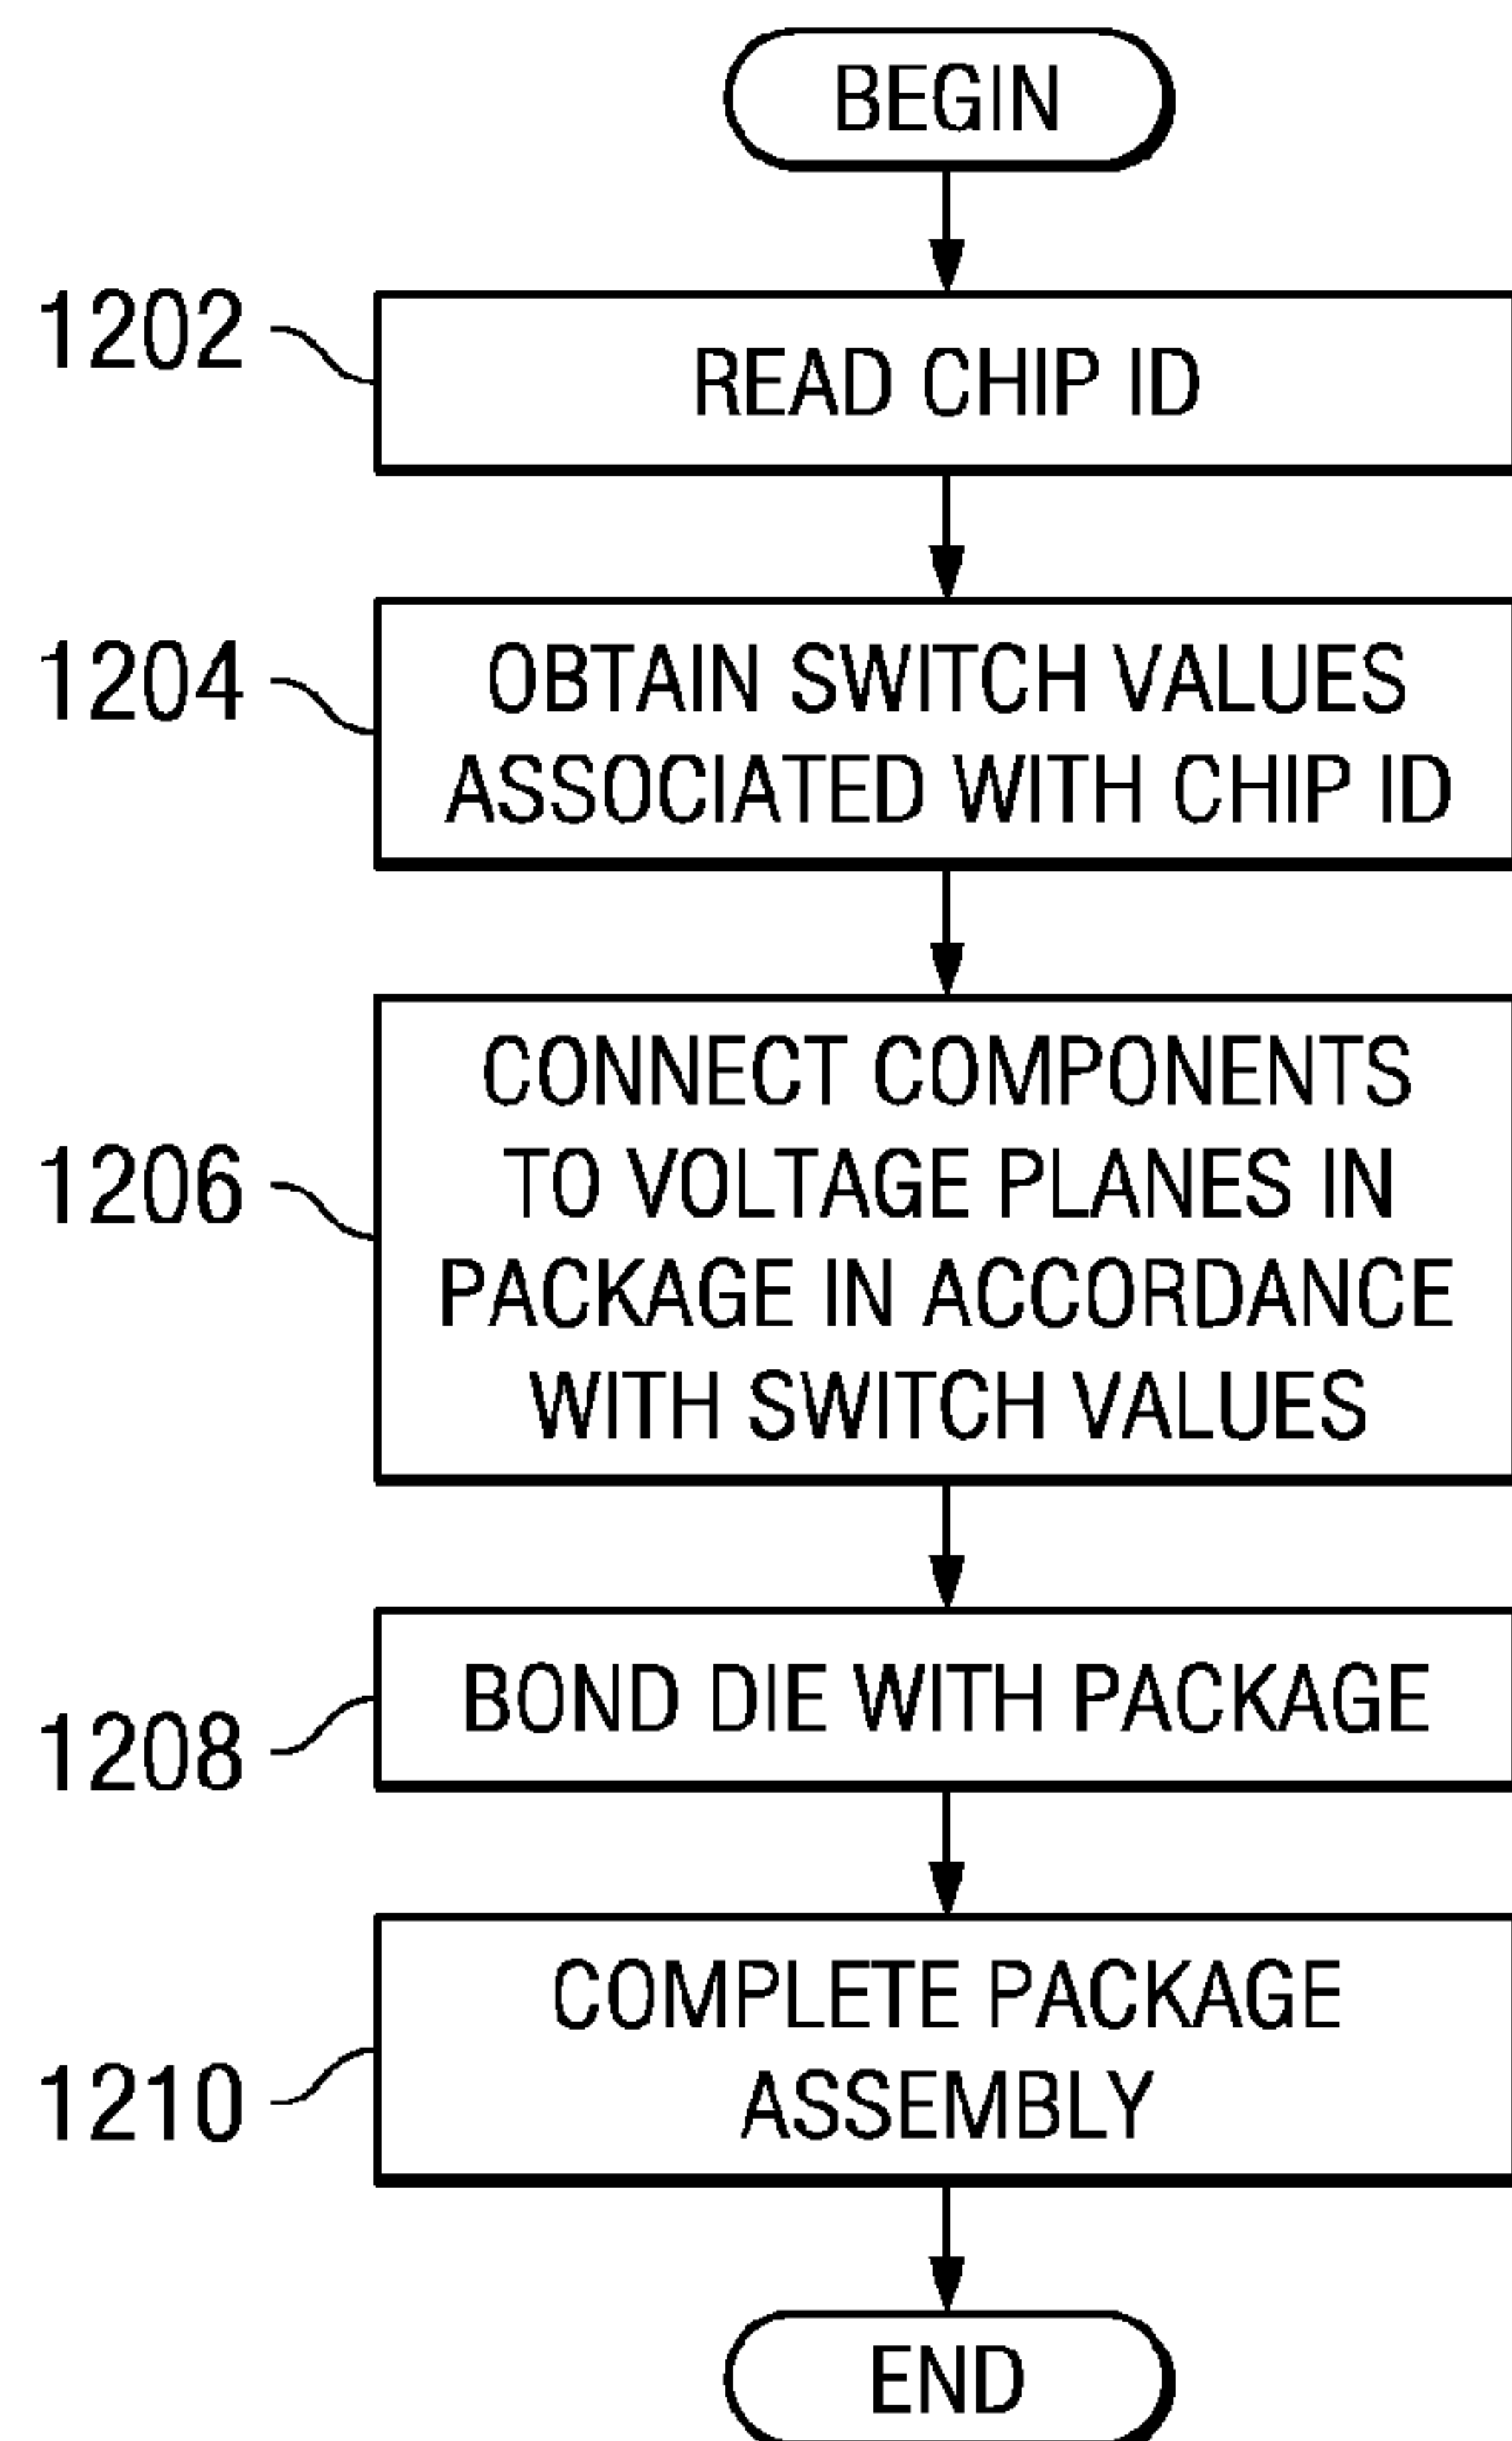 BEGIN
1202
READ CHIP ID
1204
OBTAIN SWITCH VALUES
ASSOCIATED WITH CHIP ID
1206
CONNECT COMPONENTS
TO VOLTAGE PLANES IN
PACKAGE IN ACCORDANCE
WITH SWITCH VALUES
1208
BOND DIE WITH PACKAGE
1210
COMPLETE PACKAGE
ASSEMBLY
END